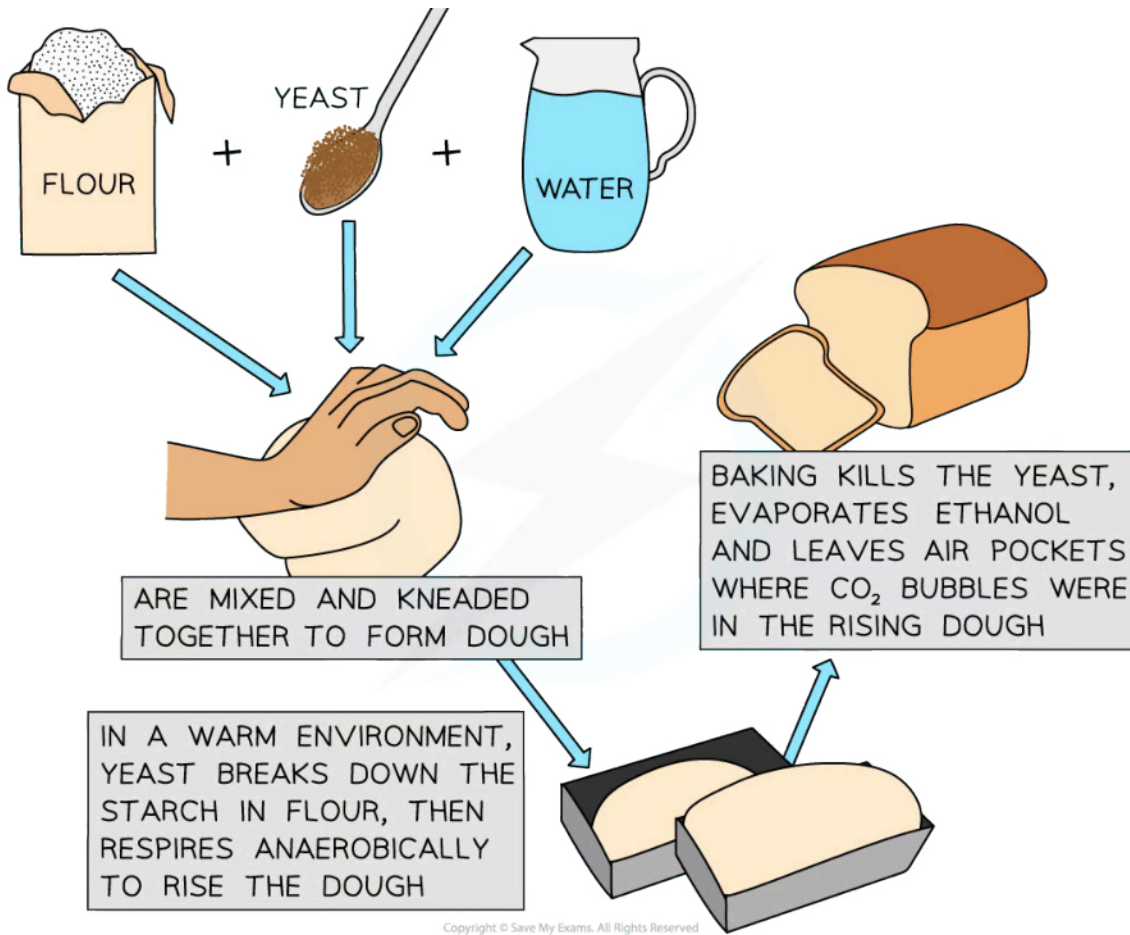 YEAST
FLOUR
+
+
WATER
ARE MIXED AND KNEADED
TOGETHER TO FORM DOUGH
IN A WARM ENVIRONMENT,
YEAST BREAKS DOWN THE
STARCH IN FLOUR, THEN
RESPIRES ANAEROBICALLY
TO RISE THE DOUGH
BAKING KILLS THE YEAST,
EVAPORATES ETHANOL
AND LEAVES AIR POCKETS
WHERE CO₂ BUBBLES WERE
IN THE RISING DOUGH
Copyright © Save My Exams. All Rights Reserved